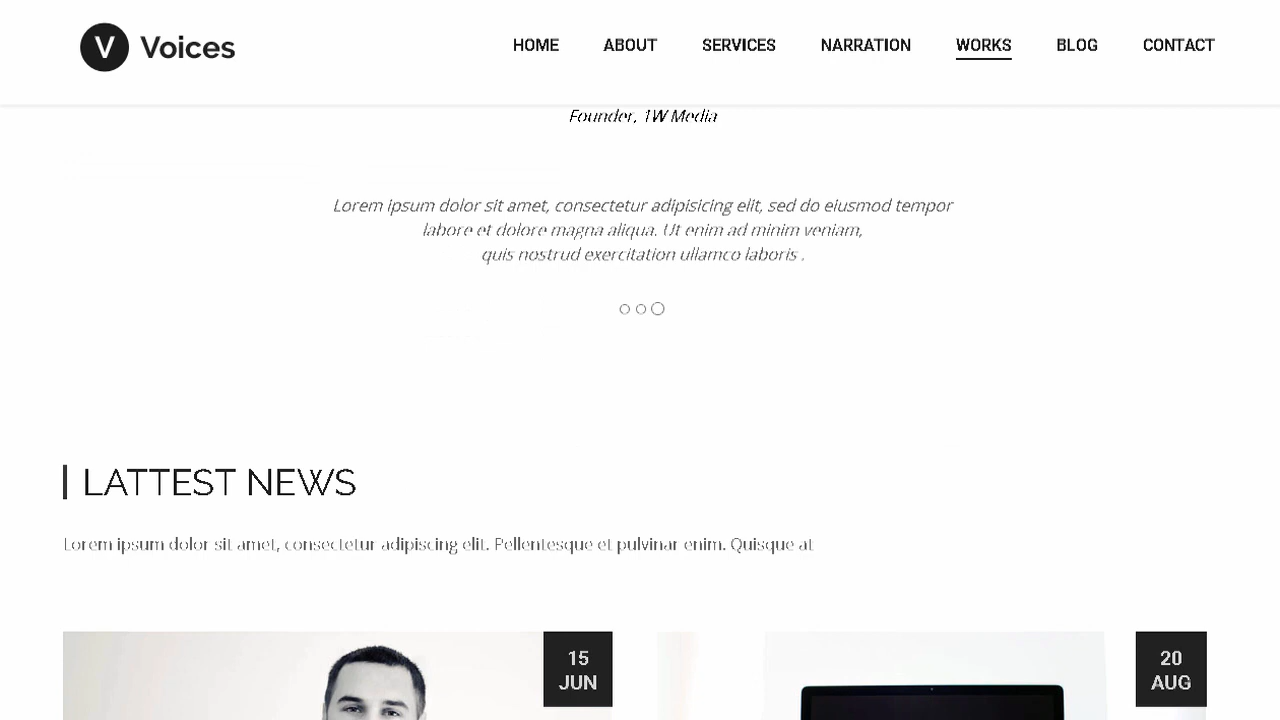 V Voices
HOME ABOUT SERVICES NARRATION WORKS BLOG CONTACT
Founder, 1W Media
Lorem ipsum dolor sit amet, consectetur adipisicing elit, sed do eiusmod tempor
labore et dolore magna aliqua. Ut enim ad minim veniam,
quis nostrud exercitation ullamco laboris .
LATTEST NEWS
Lorem ipsum dolor sit amet, consectetur adipiscing elit. Pellentesque et pulvinar enim. Quisque at
15
JUN
20
AUG